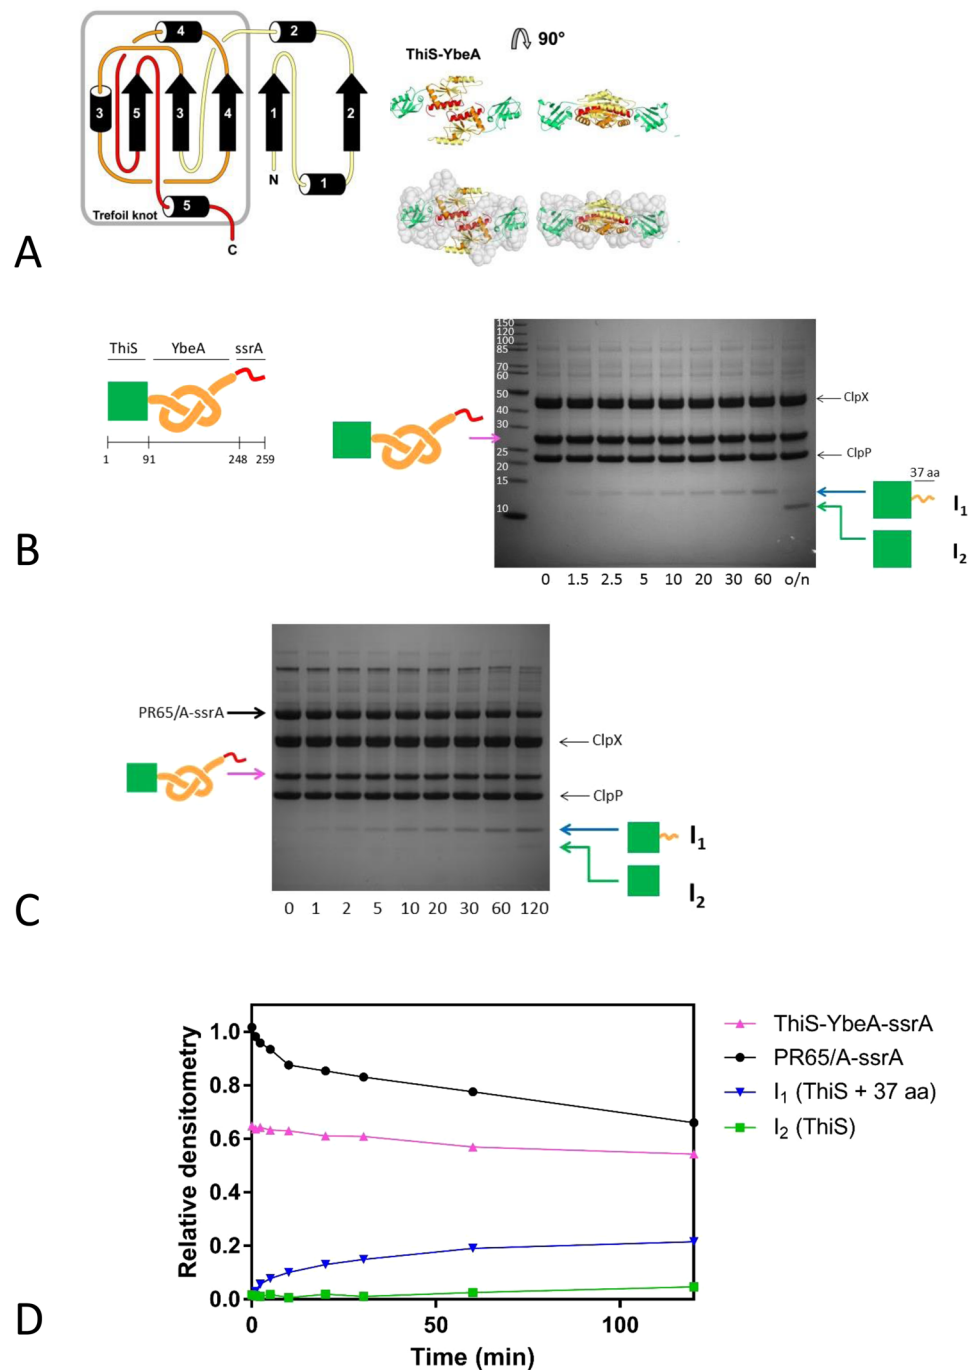 4
2
3
5
3
4
1
2
N
1
Trefoil knot
5
C
ThiS-YbeA
90°
A
ThiS
YbeA
ssrA
1
91
248
259
150
120
100
85
70
60
50
40
30
25
20
15
10
ClpX
ClpP
37 aa
I1
I2
0 1.5 2.5 5 10 20 30 60 o/n
B
PR65/A-ssrA
ClpX
ClpP
I1
I2
0 1 2 5 10 20 30 60 120
C
1.0
0.8
0.6
0.4
0.2
0.0
Relative densitometry
0 50 100
Time (min)
ThiS-YbeA-ssrA
PR65/A-ssrA
I1 (ThiS + 37 aa)
I2 (ThiS)
D